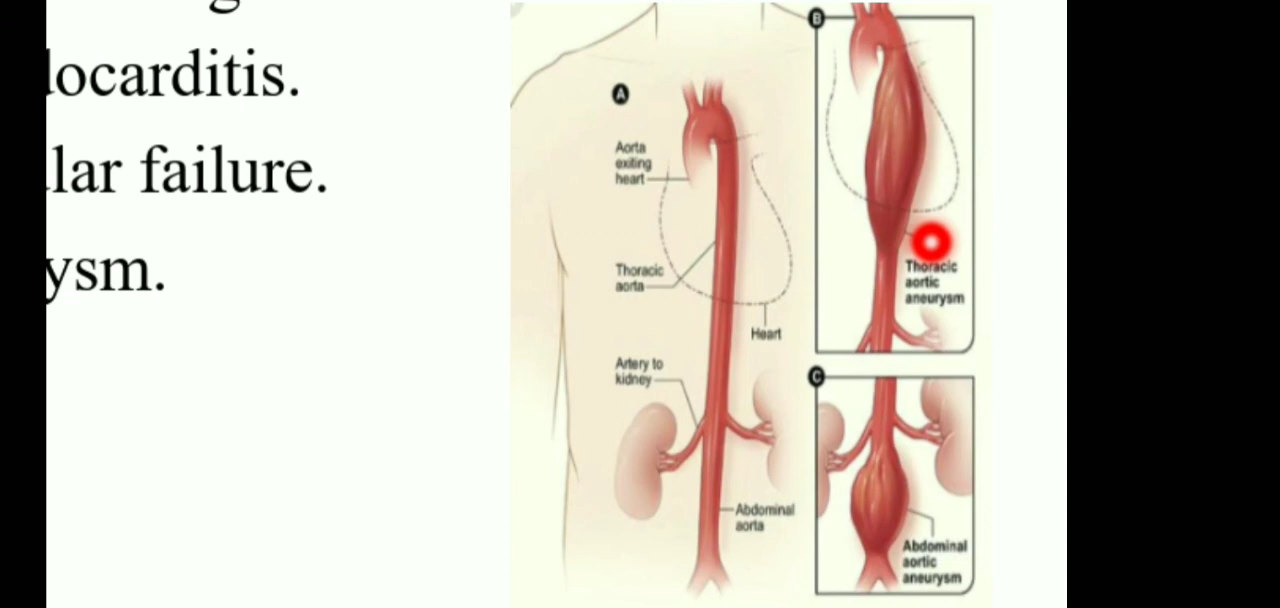 docarditis.
lar failure.
ysm.
A
Aorta
exiting
heart
Thoracic
aorta
Heart
Artery to
kidney
Abdominal
aorta
B
Thoracic
aortic
aneurysm
C
Abdominal
aortic
aneurysm